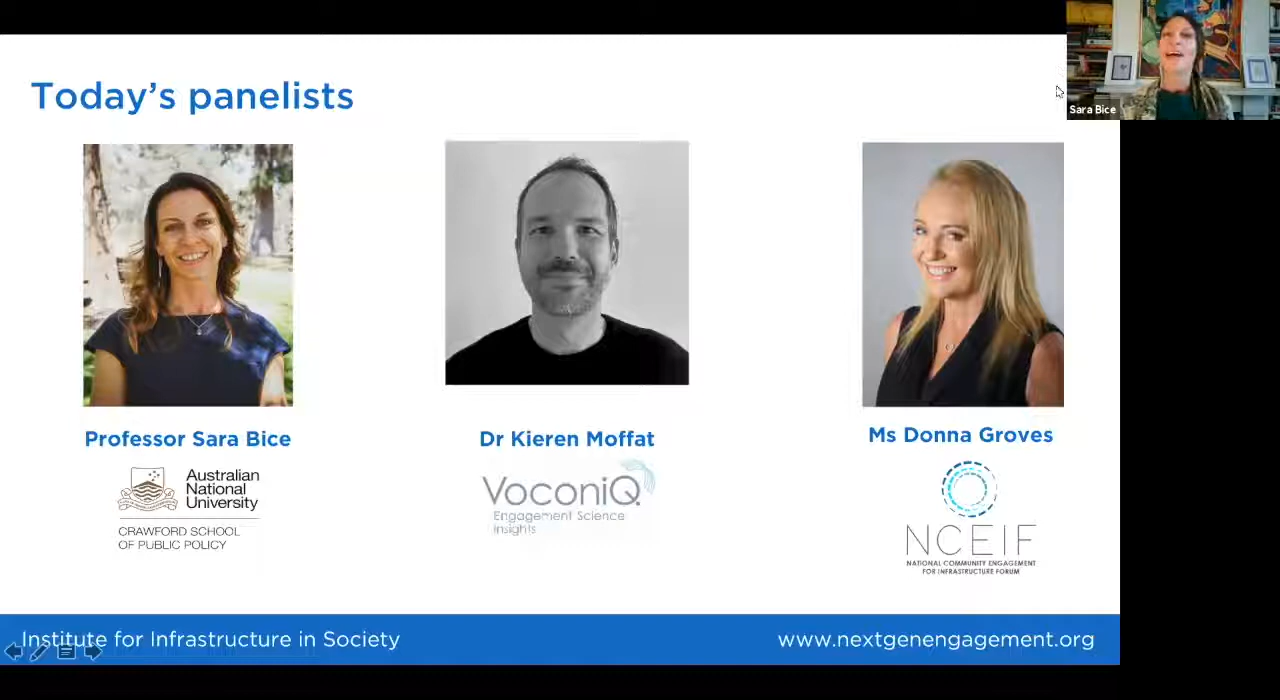 Today's panelists
Sara Bice
Professor Sara Bice
Dr Kieren Moffat
Ms Donna Groves
Australian
National
University
CRAWFORD SCHOOL
OF PUBLIC POLICY
VoconiQ
Engagement Science
Insights
NCEIF
NATIONAL COMMUNITY ENGAGEMENT
FOR INFRASTRUCTURE FORUM
Institute for Infrastructure in Society
www.nextgenengagement.org